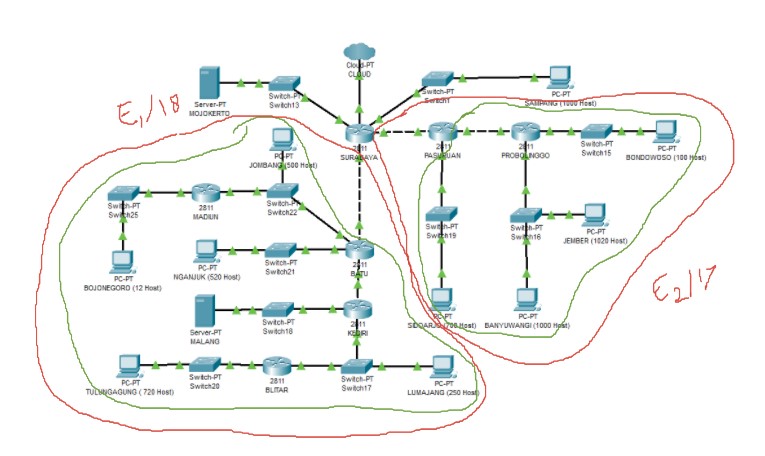 Cloud-PT
CLOUD
Server-PT
MOJOKERTO
Switch-PT
Switch13
Switch-PT
Switch1
PC-PT
SAMPANG (1000 Host)
E1/18
2811
SURABAYA
2811
PASURUAN
2811
PROBOLINGGO
Switch-PT
Switch15
PC-PT
BONDOWOSO (100 Host)
PC-PT
JOMBANG (500 Host)
Switch-PT
Switch25
2811
MADIUN
Switch-PT
Switch22
Switch-PT
Switch19
Switch-PT
Switch16
PC-PT
JEMBER (1020 Host)
PC-PT
BOJONEGORO (12 Host)
PC-PT
NGANJUK (520 Host)
Switch-PT
Switch21
2811
BATU
E2/17
Server-PT
MALANG
Switch-PT
Switch18
2811
KEDIRI
PC-PT
SIDOARJO (700 Host)
PC-PT
BANYUWANGI (1000 Host)
PC-PT
TULUNGAGUNG ( 720 Host)
Switch-PT
Switch20
2811
BLITAR
Switch-PT
Switch17
PC-PT
LUMAJANG (250 Host)